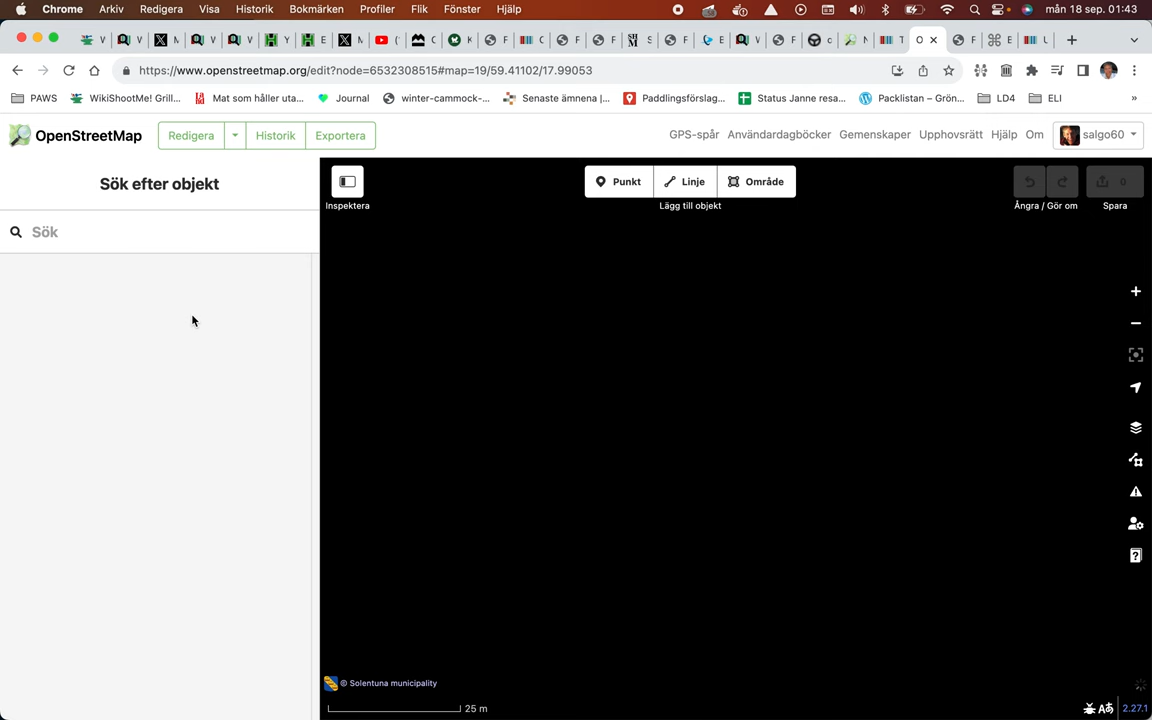 Chrome Arkiv Redigera Visa Historik Bokmärken Profiler Flik Fönster Hjälp mån 18 sep. 01:43
https://www.openstreetmap.org/edit?node=6532308515#map=19/59.41102/17.99053
PAWS WikiShootMe! Grill... Mat som håller uta... Journal winter-cammock-... Senaste ämnena |... Paddlingsförslag... Status Janne resa... Packlistan – Grön... LD4 ELI »
OpenStreetMap Redigera Historik Exportera GPS-spår Användardagböcker Gemenskaper Upphovsrätt Hjälp Om salgo60
Sök efter objekt
Punkt Linje Område 0
Inspektera Lägg till objekt Ångra / Gör om Spara
Sök
© Solentuna municipality
25 m 2.27.1